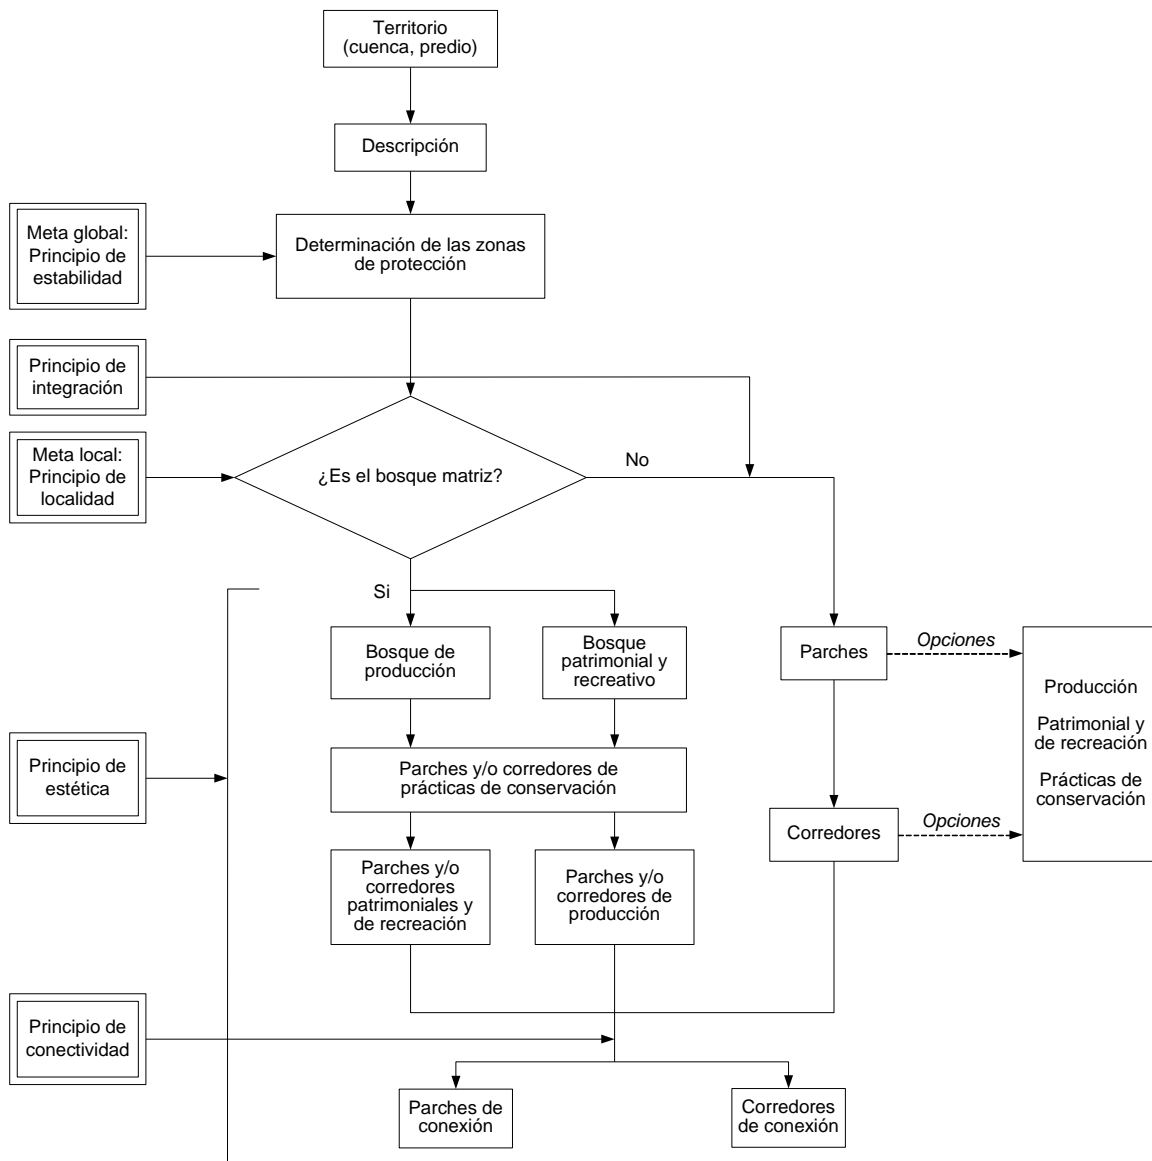 Territorio
(cuenca, predio)
Descripción
Meta global:
Principio de
estabilidad
Determinación de las zonas
de protección
Principio de
integración
Meta local:
Principio de
localidad
¿Es el bosque matriz?
No
Si
Bosque de
producción
Bosque
patrimonial y
recreativo
Parches
Opciones
Producción
Patrimonial y
de recreación
Prácticas de
conservación
Principio de
estética
Parches y/o corredores de
prácticas de conservación
Corredores
Opciones
Parches y/o
corredores
patrimoniales y
de recreación
Parches y/o
corredores de
producción
Principio de
conectividad
Parches de
conexión
Corredores
de conexión